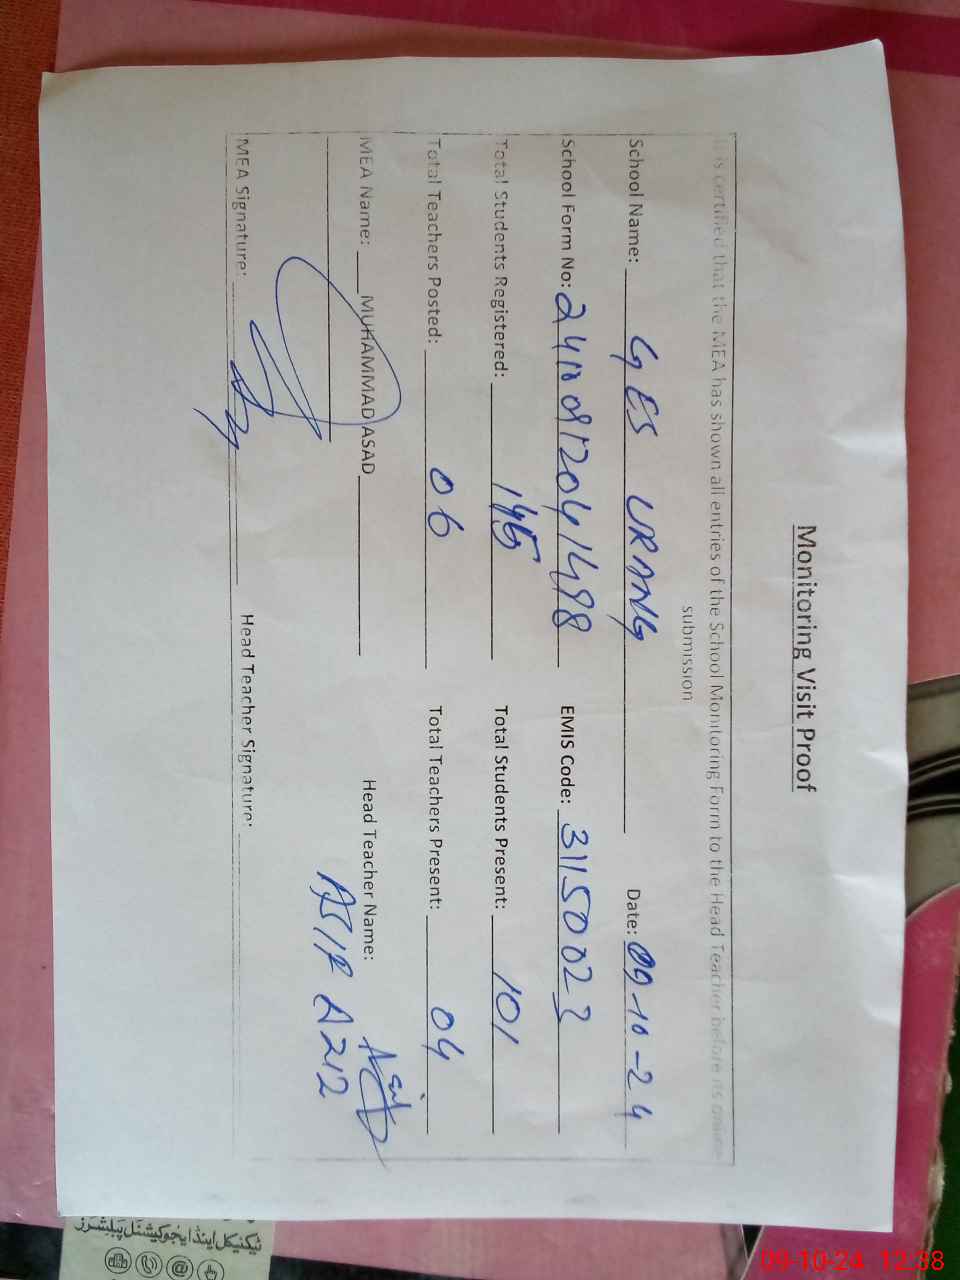 Monitoring Visit Proof
It is certified that the MEA has shown all entries of the School Monitoring Form to the Head Teacher before its online
submission
School Name: GES URANG Date: 09-10-24
School Form No: 24100912041498 EMIS Code: 31150023
Total Students Registered: 145 Total Students Present: 101
Total Teachers Posted: 06 Total Teachers Present: 04
MEA Name: MUHAMMAD ASAD Head Teacher Name:
ASIR AZIZ
MEA Signature: Head Teacher Signature:
ٹیکنیکل اینڈ ایجوکیشنل پبلشرز
09-10-24 12:38